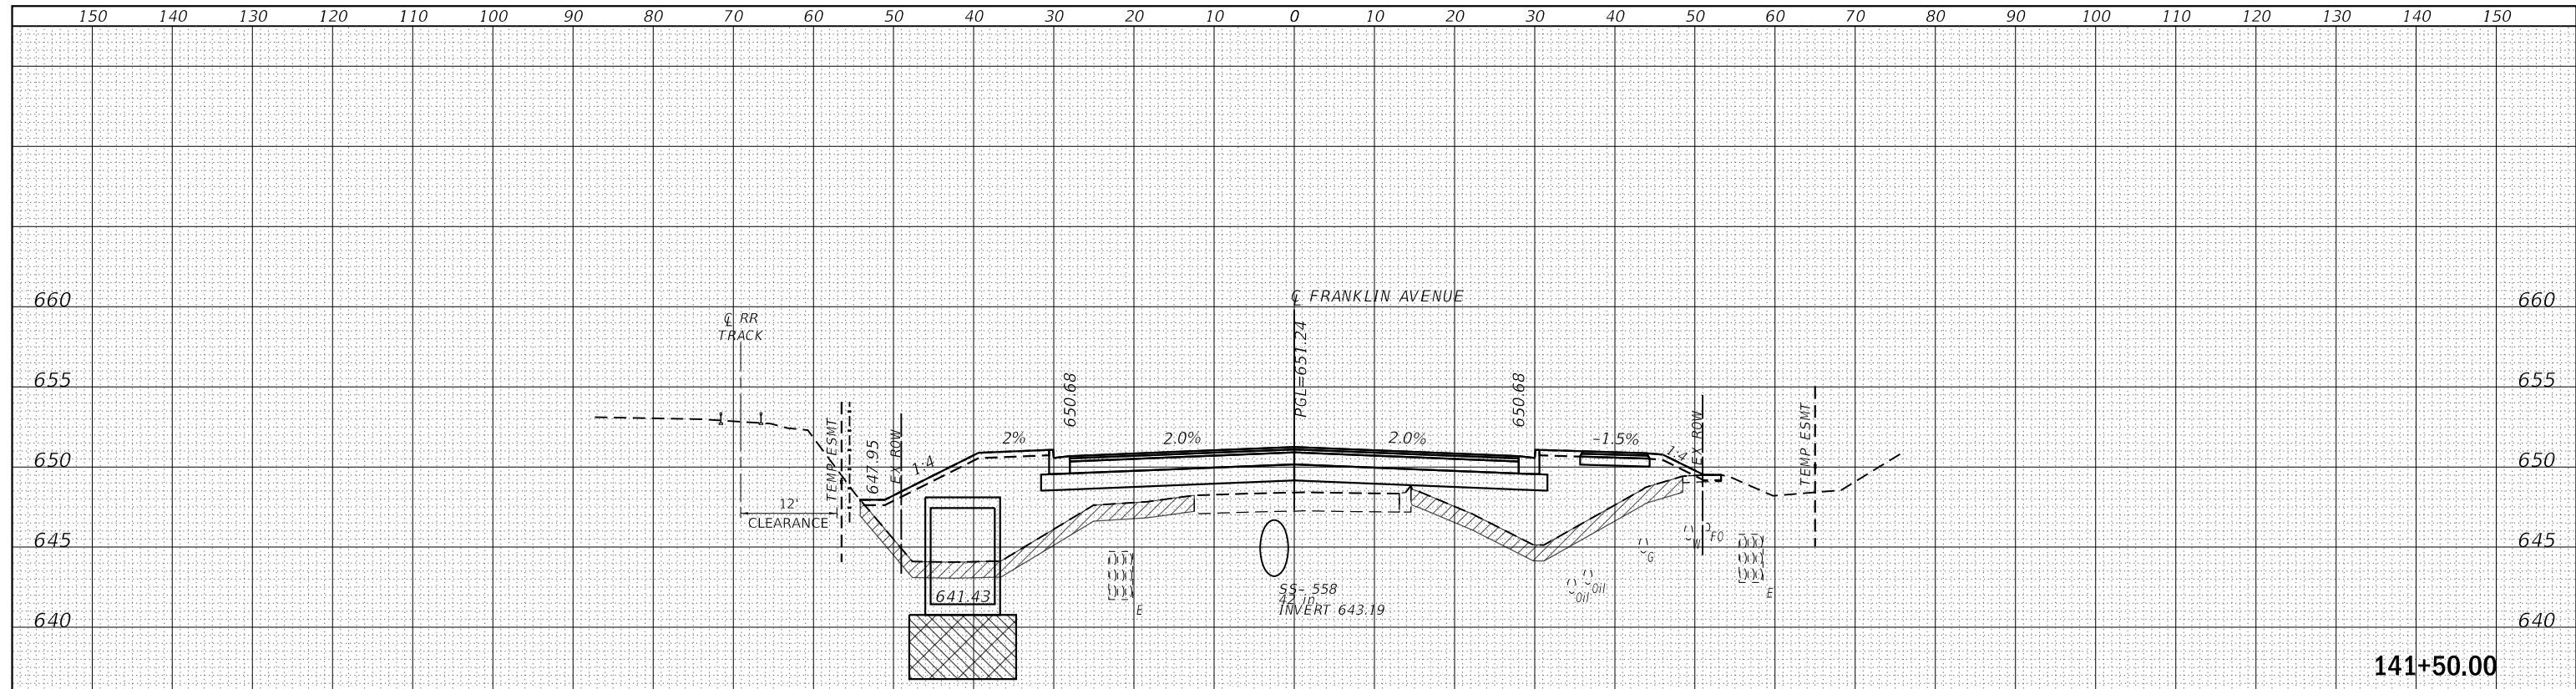 150 140 130 120 110 100 90 80 70 60 50 40 30 20 10 0 10 20 30 40 50 60 70 80 90 100 110 120 130 140 150
660 660
℄ FRANKLIN AVENUE
℄ RR
TRACK
PGL=651.24
655 655
650.68 650.68
TEMP ESMT
647.95
EX ROW
1:4
2%
2.0%
2.0%
-1.5%
1:4
EX ROW
TEMP ESMT
650 650
12'
CLEARANCE
645 645
FO
W
G
641.43
E
SS- 558
42 in
INVERT 643.19
Oil
Oil
E
640 640
141+50.00